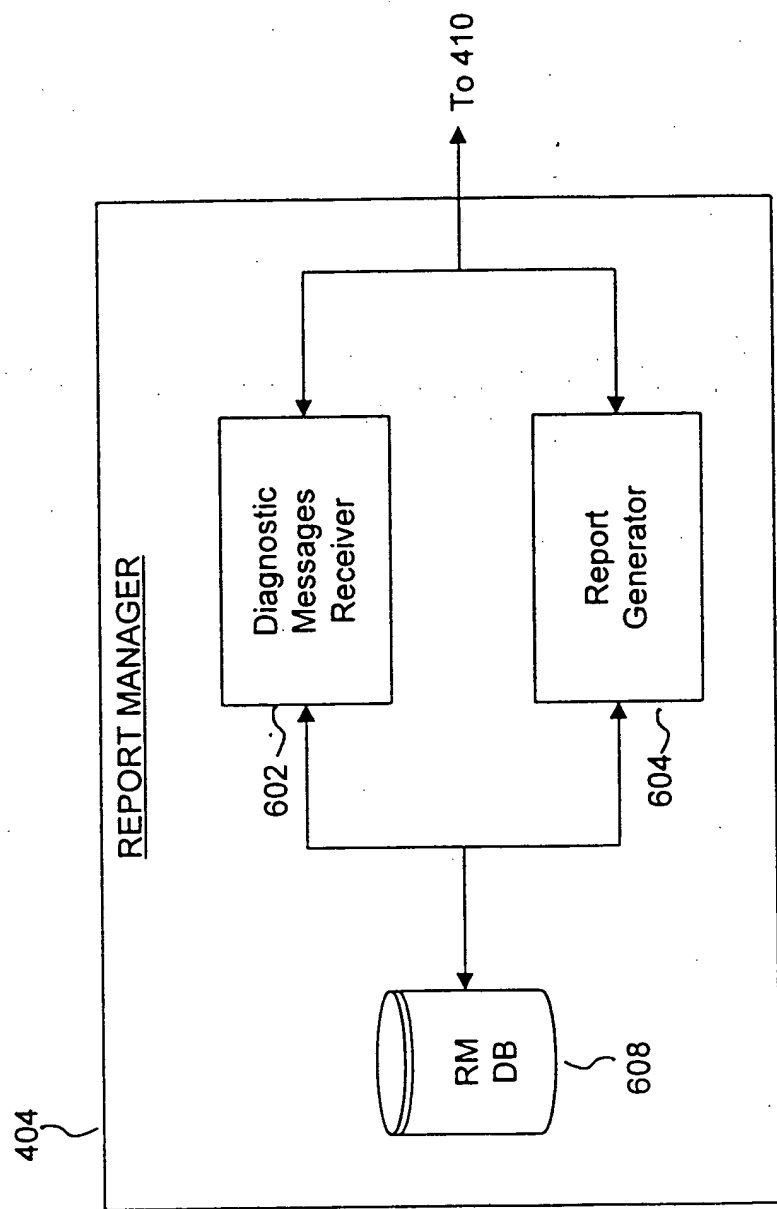 404
REPORT MANAGER
RM
DB
608
602
Diagnostic
Messages
Receiver
604
Report
Generator
To 410